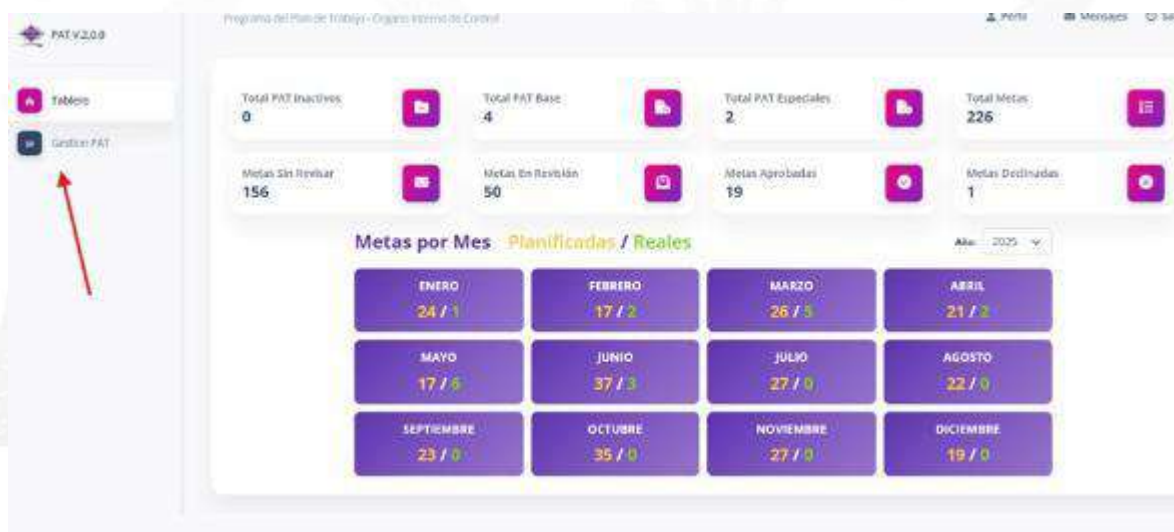 PAT V.2.0.0
Programa del Plan de Trabajo - Órgano Interno de Control
Perfil
Mensajes
Tablero
Gestion PAT
Total PAT Inactivos
0
Total PAT Base
4
Total PAT Especiales
2
Total Metas
226
Metas Sin Revisar
156
Metas En Revisión
50
Metas Aprobadas
19
Metas Declinadas
1
Metas por Mes Planificadas / Reales
Año: 2025
ENERO
24 / 1
FEBRERO
17 / 2
MARZO
26 / 5
ABRIL
21 / 2
MAYO
17 / 6
JUNIO
37 / 3
JULIO
27 / 0
AGOSTO
22 / 0
SEPTIEMBRE
23 / 0
OCTUBRE
35 / 0
NOVIEMBRE
27 / 0
DICIEMBRE
19 / 0